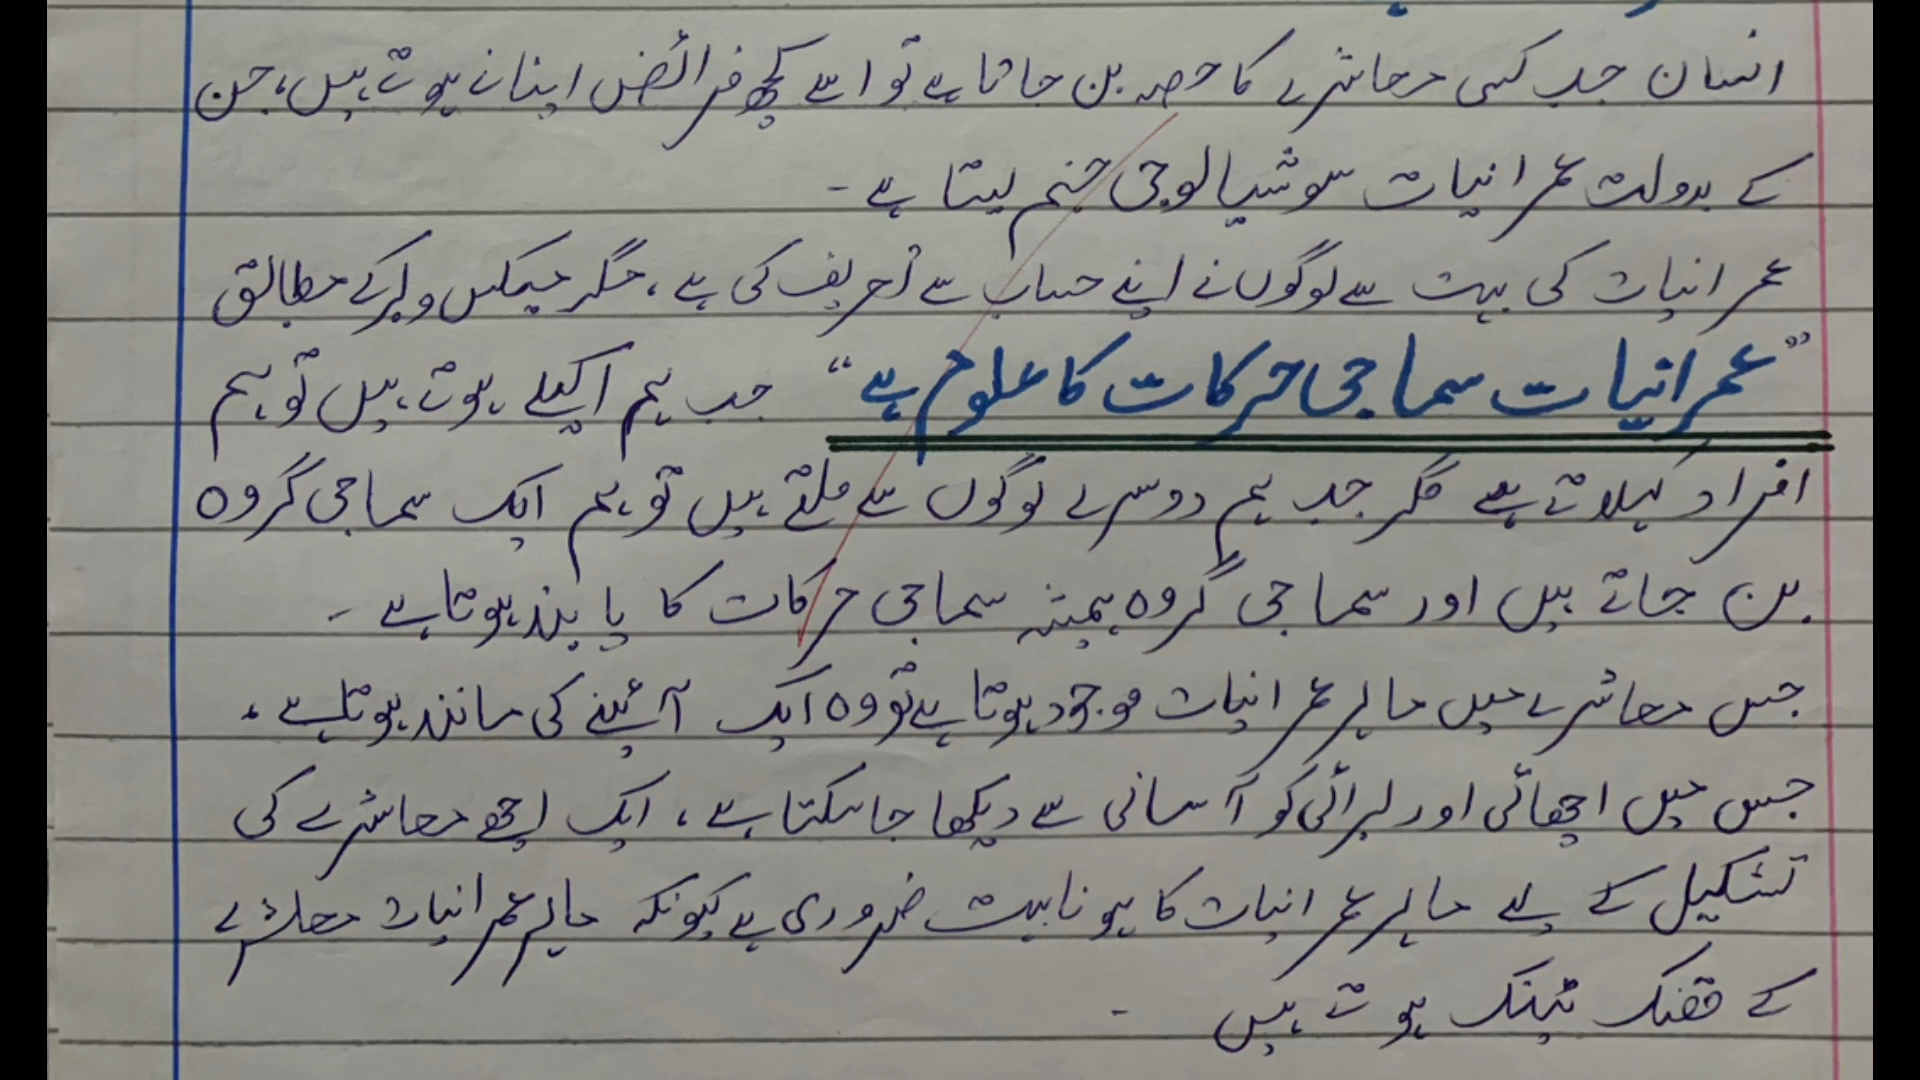 انسان جب کسی معاشرے کا حصہ بن جاتا ہے تو اسے کچھ فرائض اپنانے ہوتے ہیں، جن
کے بدولت عمرانیات سوشیالوجی جنم لیتا ہے -
عمرانیات کی بہت سے لوگوں نے اپنے حساب سے تعریف کی ہے، مگر میکس ویبر کے مطابق
"عمرانیات سماجی حرکات کا علوم ہے" جب ہم اکیلے ہوتے ہیں تو ہم
افراد کہلاتے ہے مگر جب ہم دوسرے لوگوں سے ملتے ہیں تو ہم ایک سماجی گروہ
بن جاتے ہیں اور سماجی گروہ ہمیشہ سماجی حرکات کا پابند ہوتا ہے -
جس معاشرے میں ماہر عمرانیات موجود ہوتا ہے تو وہ ایک آئینے کی مانند ہوتا ہے ،
جس میں اچھائی اور برائی کو آسانی سے دیکھا جا سکتا ہے، ایک اچھے معاشرے کی
تشکیل کے لیے ماہر عمرانیات کا ہونا بہت ضروری ہے کیونکہ ماہر عمرانیات معاشرے
کے تھنک ٹینک ہوتے ہیں -